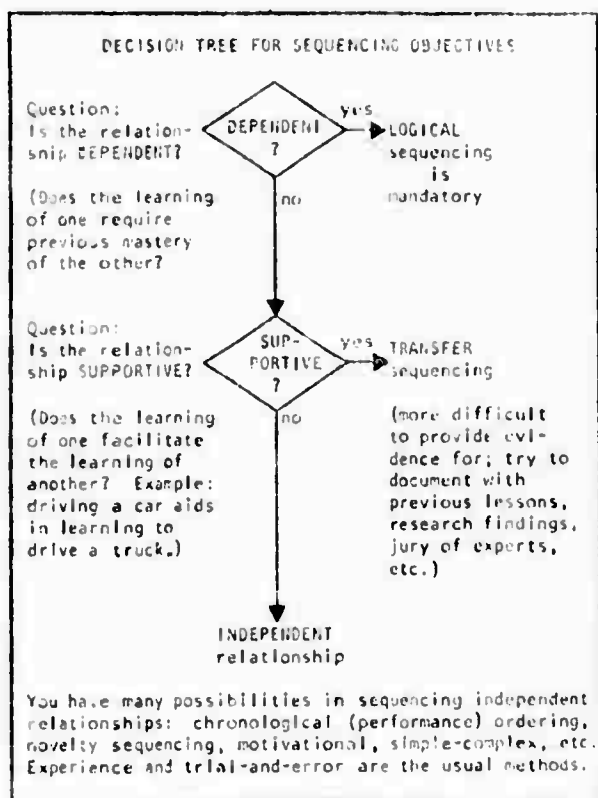 DECISION TREE FOR SEQUENCING OBJECTIVES
Question:
Is the relation-
ship DEPENDENT?
(Does the learning
of one require
previous mastery
of the other?
DEPENDENT
?
yes
LOGICAL
sequencing
is
mandatory
no
Question:
Is the relation-
ship SUPPORTIVE?
(Does the learning
of one facilitate
the learning of
another? Example:
driving a car aids
in learning to
drive a truck.)
SUP-
PORTIVE
?
yes
TRANSFER
sequencing
(more difficult
to provide evi-
dence for; try to
document with
previous lessons,
research findings,
jury of experts,
etc.)
no
INDEPENDENT
relationship
You have many possibilities in sequencing independent
relationships: chronological (performance) ordering,
novelty sequencing, motivational, simple-complex, etc.
Experience and trial-and-error are the usual methods.